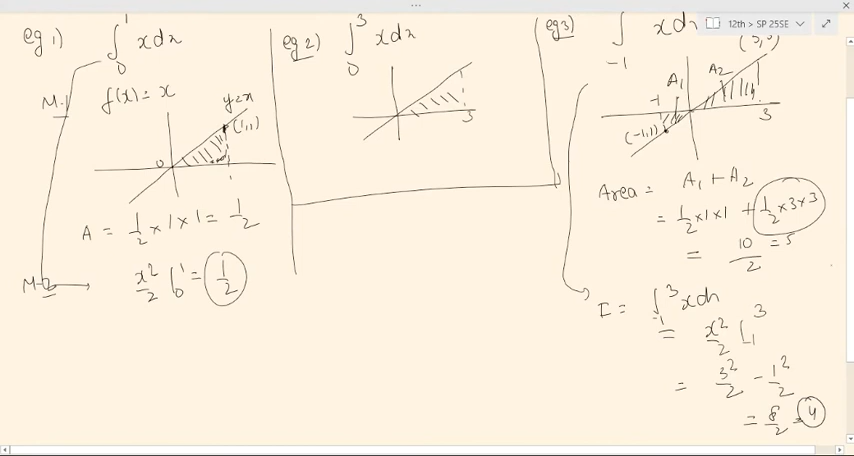 12th > SP 25SE
eg 1) ∫₀¹ x dx
M-1
f(x) = x
y=x
(1,1)
0
A = 1/2 × 1 × 1 = 1/2
M-2 → x²/2 |₀¹ = 1/2
eg 2) ∫₀³ x dx
3
eg 3) ∫₋₁ x dx
A₁ A₂
-1
(-1,1)
3
Area = A₁ + A₂
= 1/2 × 1 × 1 + 1/2 × 3 × 3
= 10/2 = 5
I = ∫₋₁³ x dx
= x²/2 |₋₁³
= 3²/2 - 1²/2
= 8/2 = 4